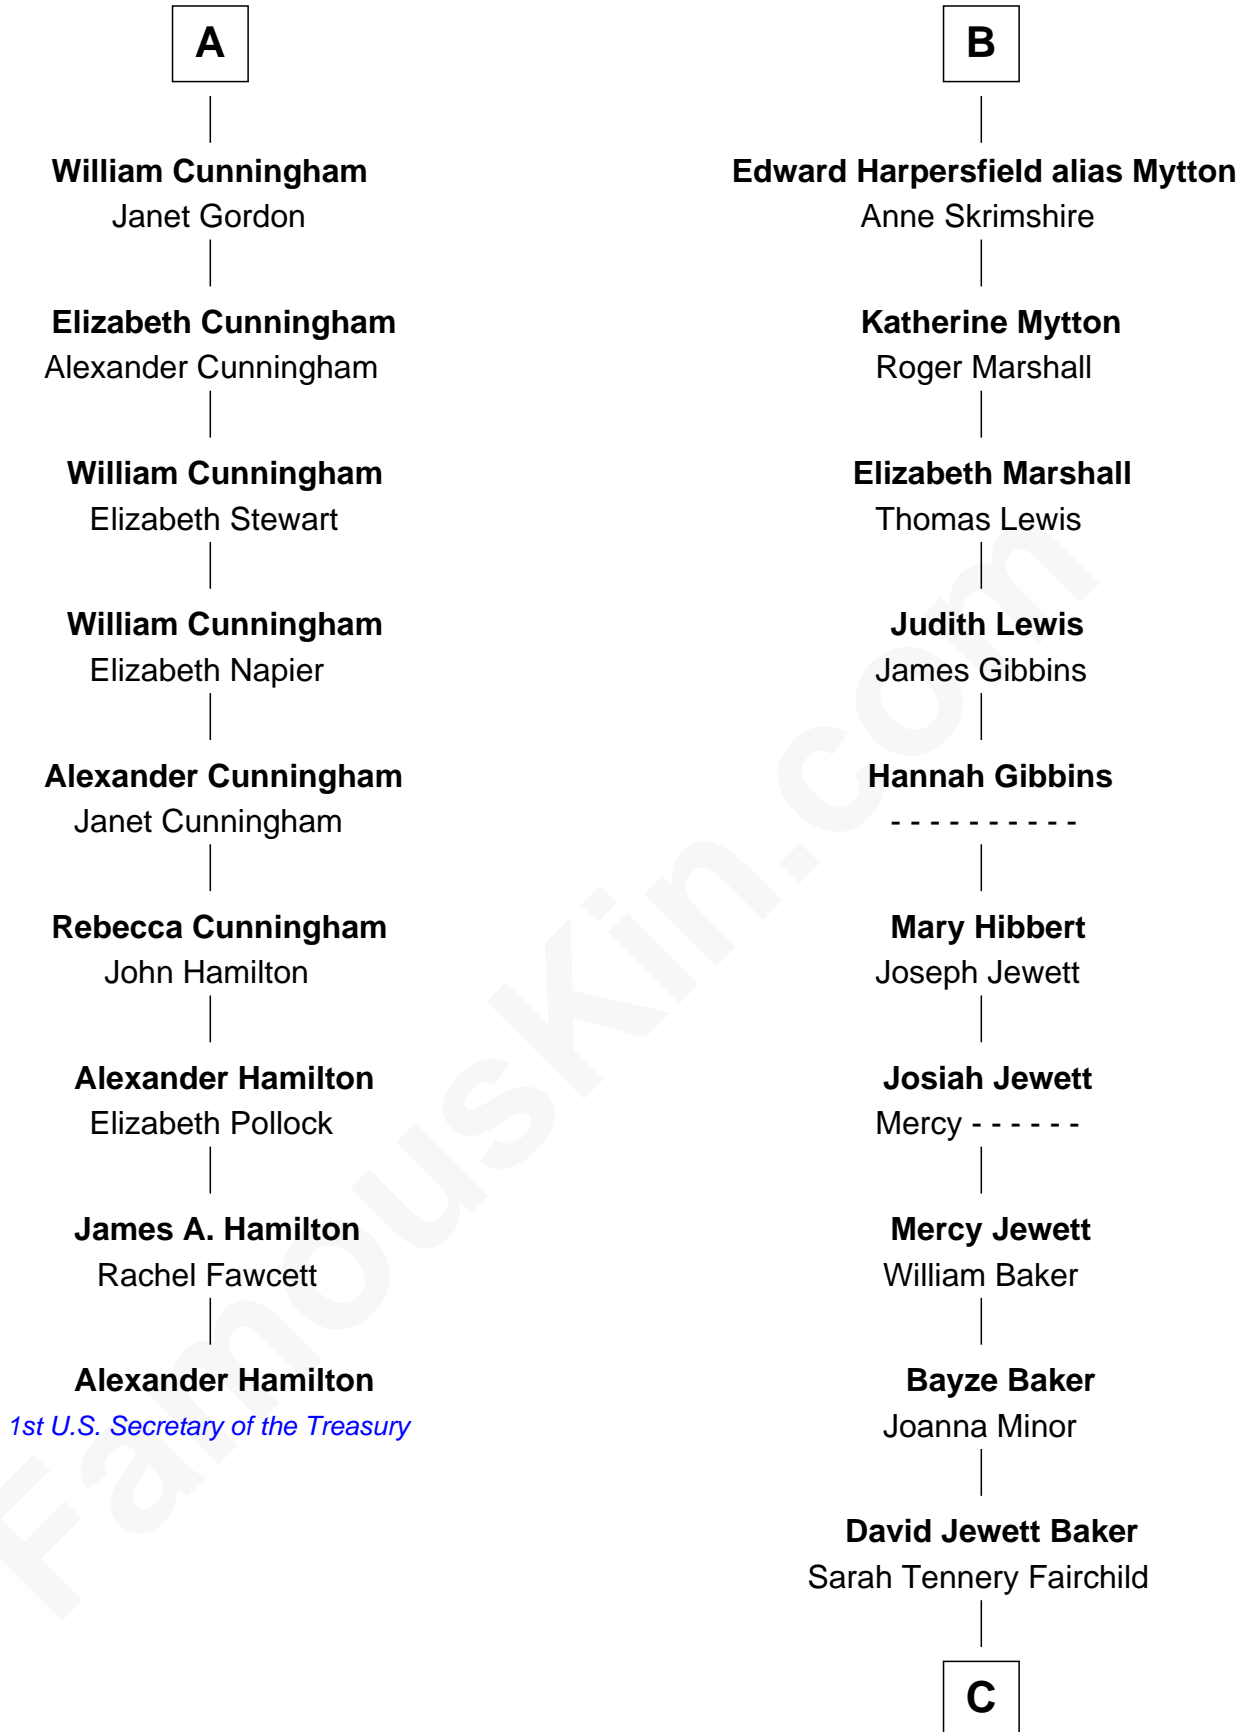 A
William Cunningham
Janet Gordon
Elizabeth Cunningham
Alexander Cunningham
William Cunningham
Elizabeth Stewart
William Cunningham
Elizabeth Napier
Alexander Cunningham
Janet Cunningham
Rebecca Cunningham
John Hamilton
Alexander Hamilton
Elizabeth Pollock
James A. Hamilton
Rachel Fawcett
Alexander Hamilton
1st U.S. Secretary of the Treasury
B
Edward Harpersfield alias Mytton
Anne Skrimshire
Katherine Mytton
Roger Marshall
Elizabeth Marshall
Thomas Lewis
Judith Lewis
James Gibbins
Hannah Gibbins
- - - - - - - - - -
Mary Hibbert
Joseph Jewett
Josiah Jewett
Mercy - - - - - -
Mercy Jewett
William Baker
Bayze Baker
Joanna Minor
David Jewett Baker
Sarah Tennery Fairchild
C
FamousKin.com